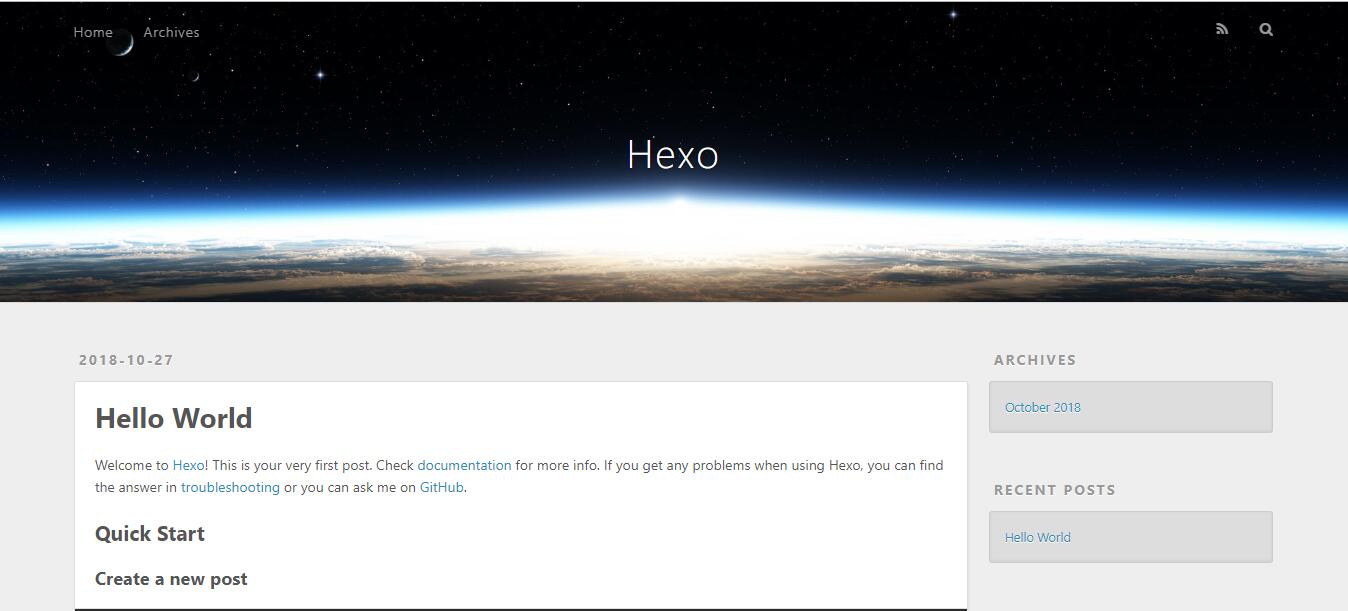 Home Archives
Hexo
2018-10-27
Hello World
Welcome to Hexo! This is your very first post. Check documentation for more info. If you get any problems when using Hexo, you can find
the answer in troubleshooting or you can ask me on GitHub.
Quick Start
Create a new post
ARCHIVES
October 2018
RECENT POSTS
Hello World